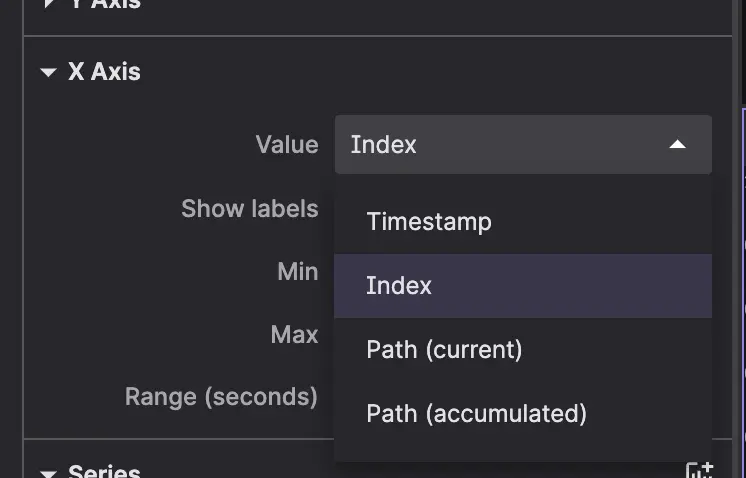 Y Axis
X Axis
Value Index
Show labels
Timestamp
Min
Index
Max
Path (current)
Range (seconds)
Path (accumulated)
Series